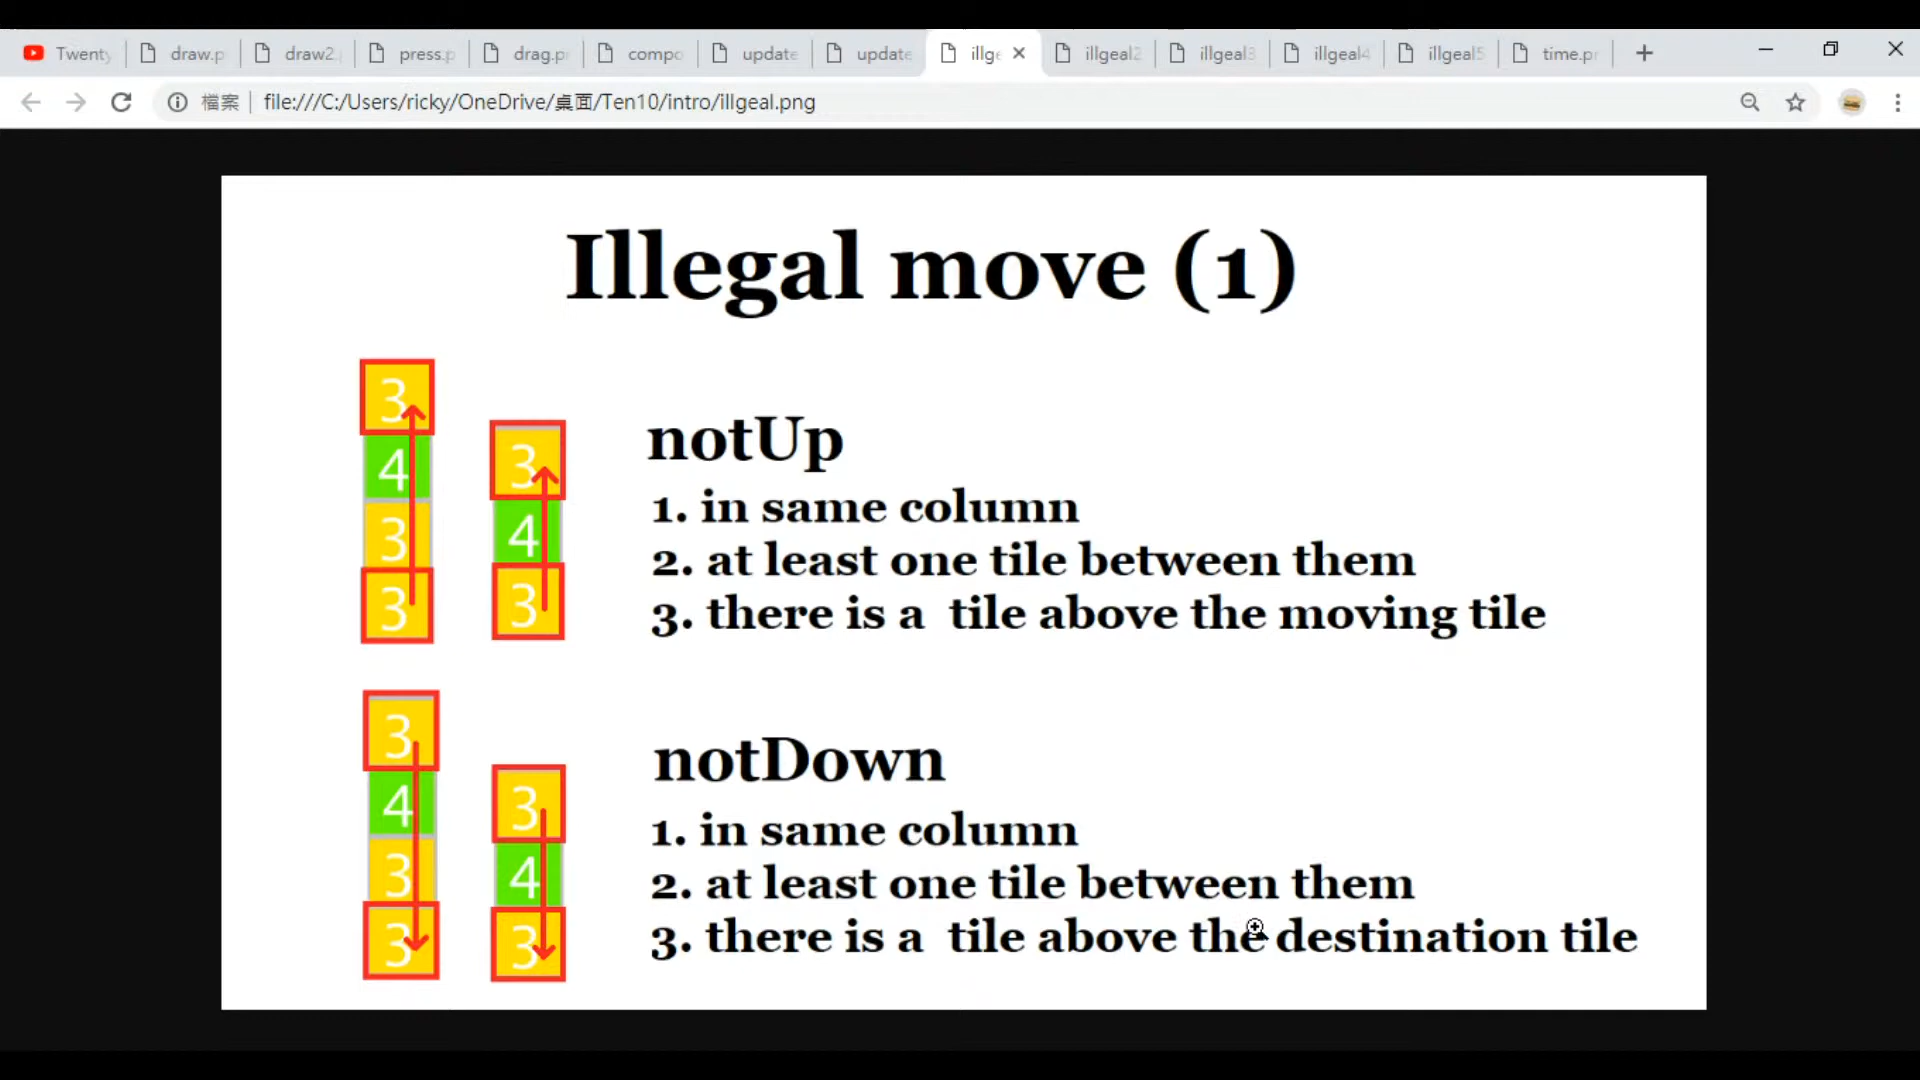 Twenty draw.p draw2. press.p drag.p compo update update illge illgeal2 illgeal3 illgeal4 illgeal5 time.pr
檔案 file:///C:/Users/ricky/OneDrive/桌面/Ten10/intro/illgeal.png
Illegal move (1)
3
4
3
3
3
4
3
notUp
1. in same column
2. at least one tile between them
3. there is a tile above the moving tile
3
4
3
3
3
4
3
notDown
1. in same column
2. at least one tile between them
3. there is a tile above the destination tile